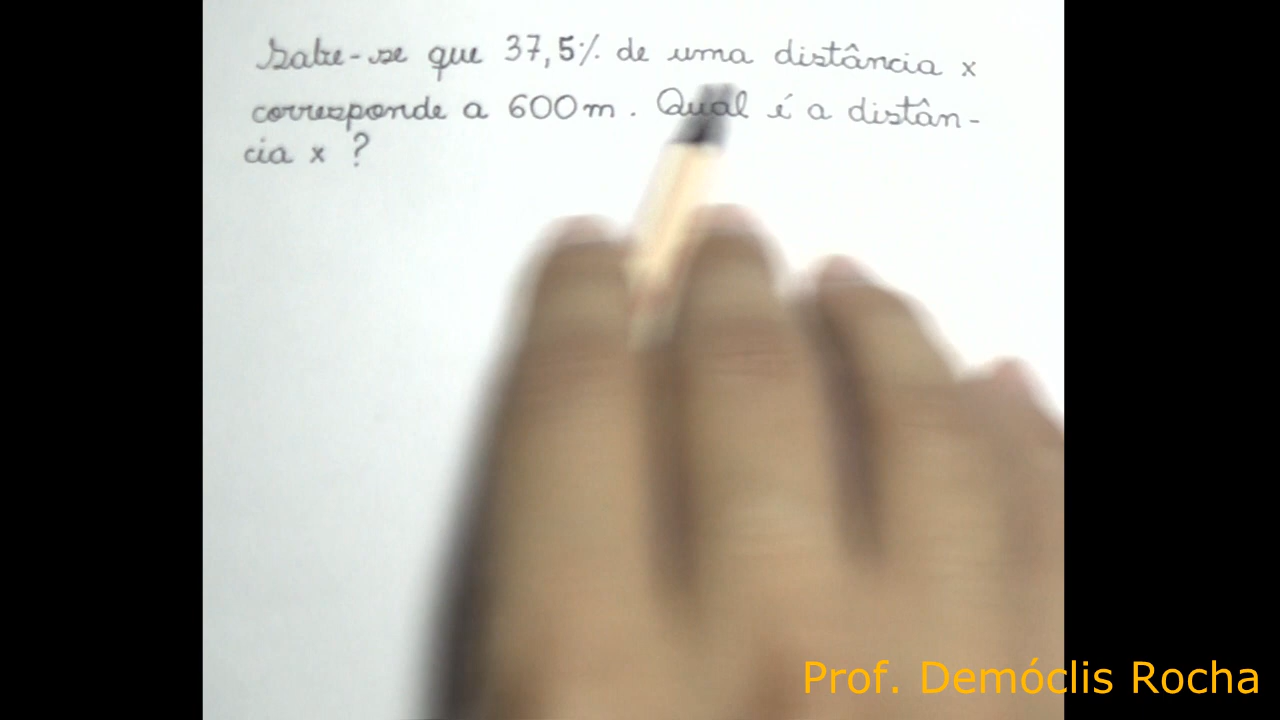 Sabe-se que 37,5% de uma distância x
corresponde a 600m. Qual é a distân-
cia x ?
Prof. Demóclis Rocha